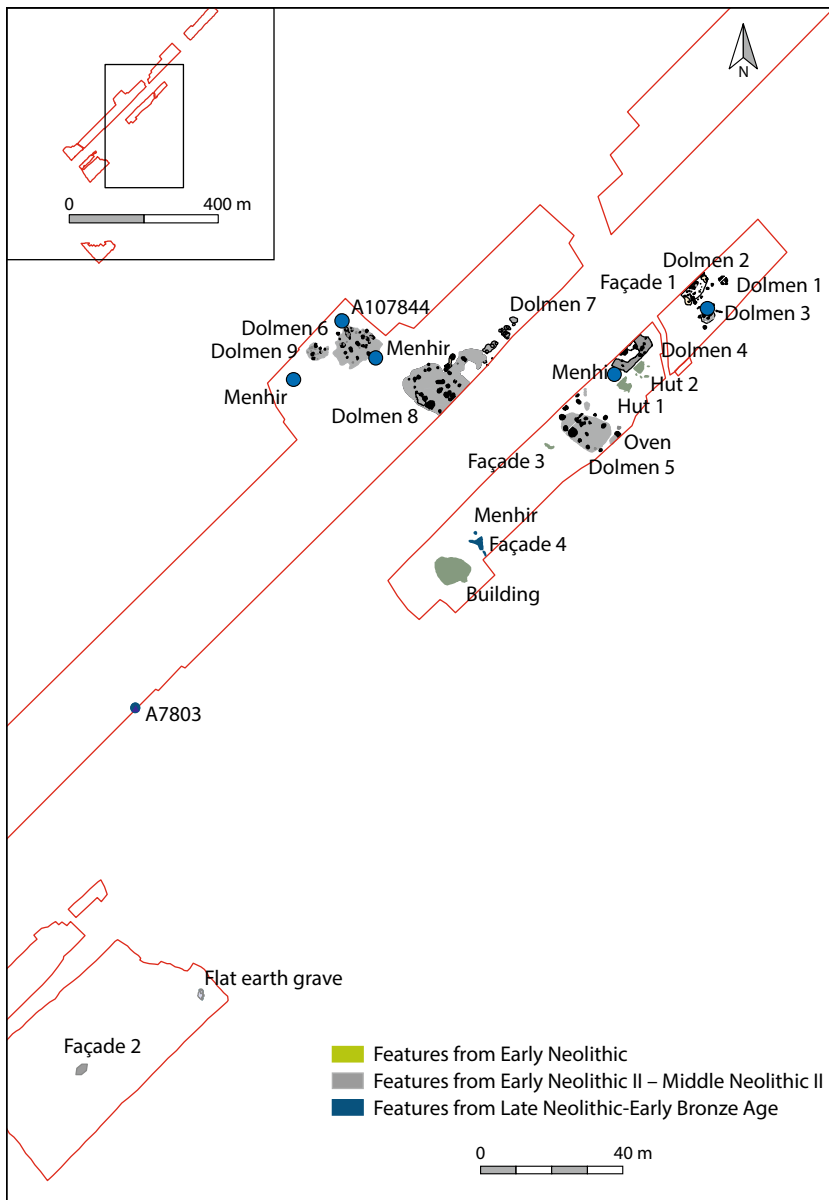 0
400 m
N
Dolmen 2
Façade 1
Dolmen 1
Dolmen 3
A107844
Dolmen 7
Dolmen 6
Dolmen 9
Menhir
Dolmen 4
Menhi
Hut 2
Menhir
Hut 1
Dolmen 8
Oven
Façade 3
Dolmen 5
Menhir
Façade 4
Building
A7803
Flat earth grave
Façade 2
Features from Early Neolithic
Features from Early Neolithic II – Middle Neolithic II
Features from Late Neolithic-Early Bronze Age
0
40 m